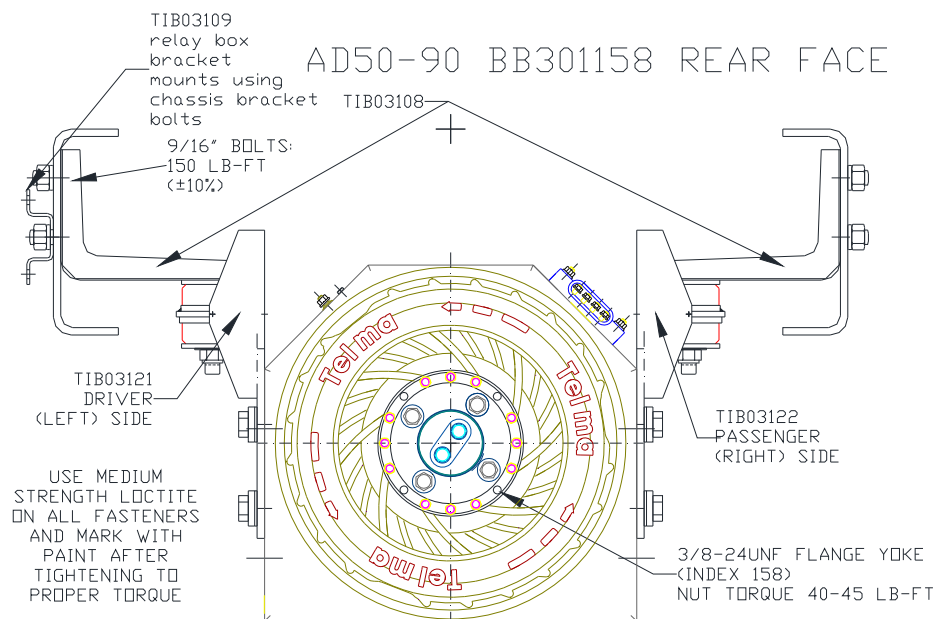 TIB03109
relay box
bracket
mounts using
chassis bracket
bolts
AD50-90 BB301158 REAR FACE
TIB03108
9/16" BOLTS:
150 LB-FT
(±10%)
Telma
Telma
Telma
TIB03121
DRIVER
(LEFT) SIDE
TIB03122
PASSENGER
(RIGHT) SIDE
USE MEDIUM
STRENGTH LOCTITE
ON ALL FASTENERS
AND MARK WITH
PAINT AFTER
TIGHTENING TO
PROPER TORQUE
3/8-24UNF FLANGE YOKE
(INDEX 158)
NUT TORQUE 40-45 LB-FT